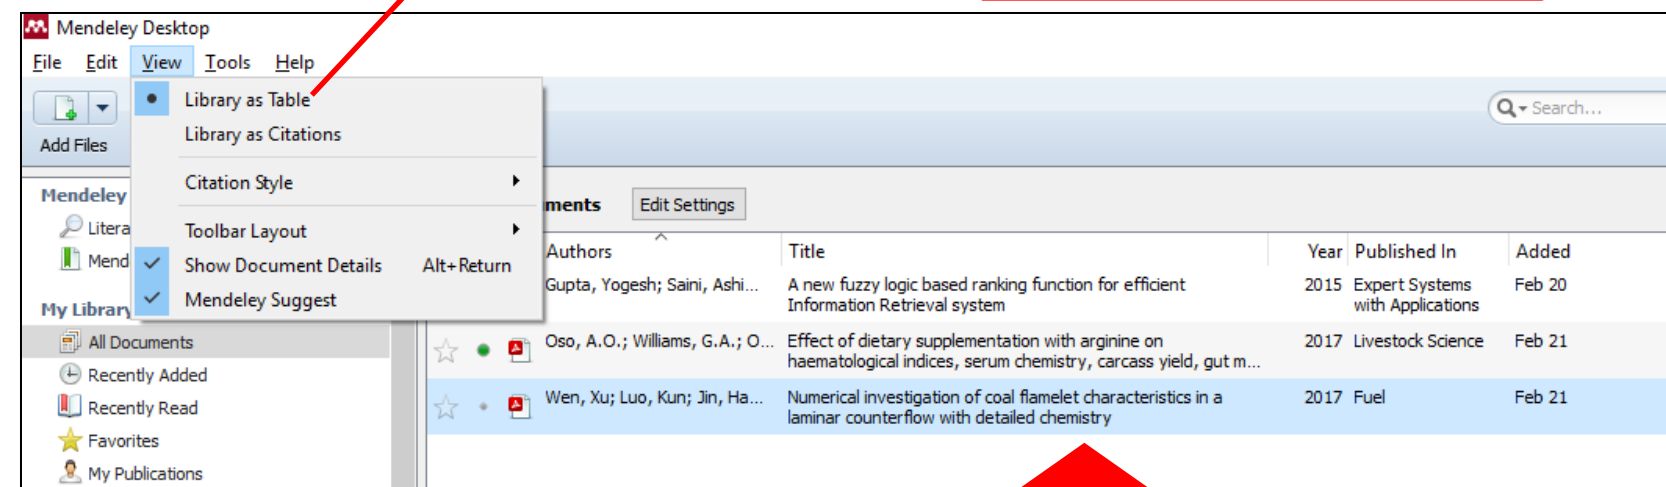 Mendeley Desktop
File Edit View Tools Help
Library as Table
Library as Citations
Search...
Add Files
Citation Style
Mendeley
ments Edit Settings
Litera
Toolbar Layout
Authors Title Year Published In Added
Mend
Show Document Details Alt+Return
Gupta, Yogesh; Saini, Ashi... A new fuzzy logic based ranking function for efficient 2015 Expert Systems Feb 20
Information Retrieval system with Applications
Mendeley Suggest
My Library
All Documents
Oso, A.O.; Williams, G.A.; O... Effect of dietary supplementation with arginine on 2017 Livestock Science Feb 21
haematological indices, serum chemistry, carcass yield, gut m...
Recently Added
Wen, Xu; Luo, Kun; Jin, Ha... Numerical investigation of coal flamelet characteristics in a 2017 Fuel Feb 21
laminar counterflow with detailed chemistry
Recently Read
Favorites
My Publications